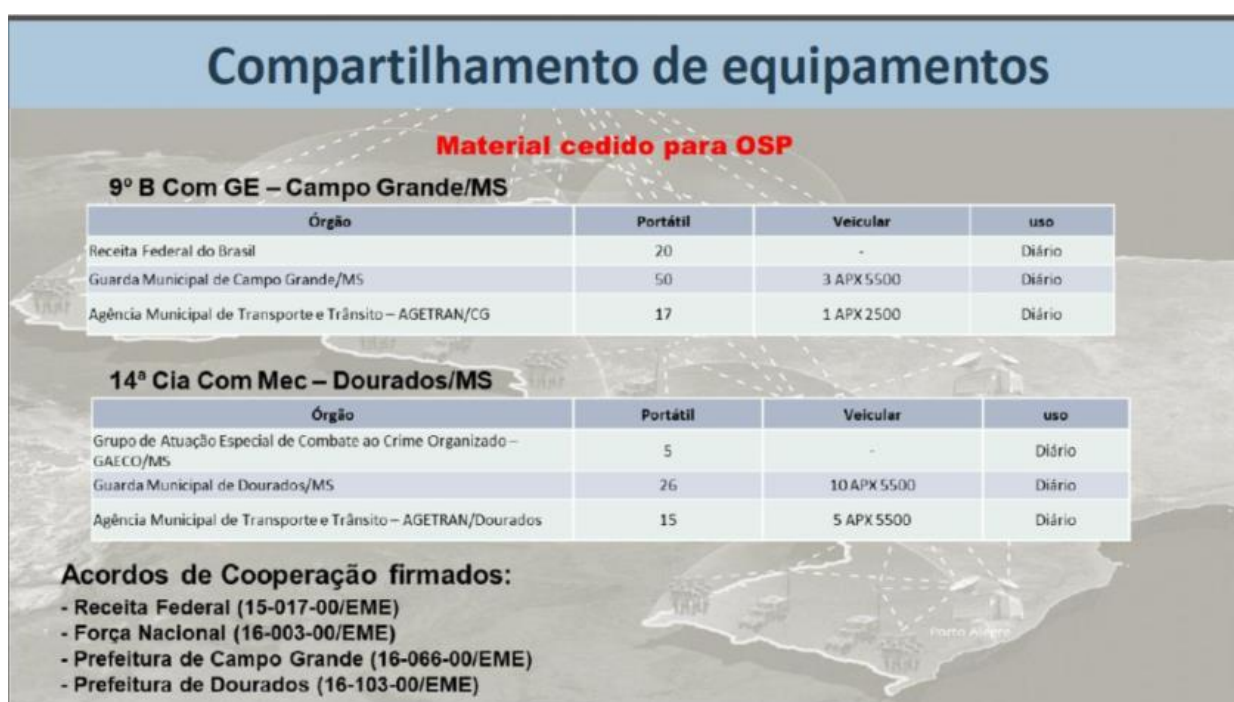 Compartilhamento de equipamentos
Material cedido para OSP
9º B Com GE – Campo Grande/MS
Órgão Portátil Veicular uso
Receita Federal do Brasil 20 - Diário
Guarda Municipal de Campo Grande/MS 50 3 APX 5500 Diário
Agência Municipal de Transporte e Trânsito – AGETRAN/CG 17 1 APX 2500 Diário
14ª Cia Com Mec – Dourados/MS
Órgão Portátil Veicular uso
Grupo de Atuação Especial de Combate ao Crime Organizado –
GAECO/MS 5 - Diário
Guarda Municipal de Dourados/MS 26 10 APX 5500 Diário
Agência Municipal de Transporte e Trânsito – AGETRAN/Dourados 15 5 APX 5500 Diário
Acordos de Cooperação firmados:
- Receita Federal (15-017-00/EME)
- Força Nacional (16-003-00/EME)
- Prefeitura de Campo Grande (16-066-00/EME)
- Prefeitura de Dourados (16-103-00/EME)
Porto Alegre